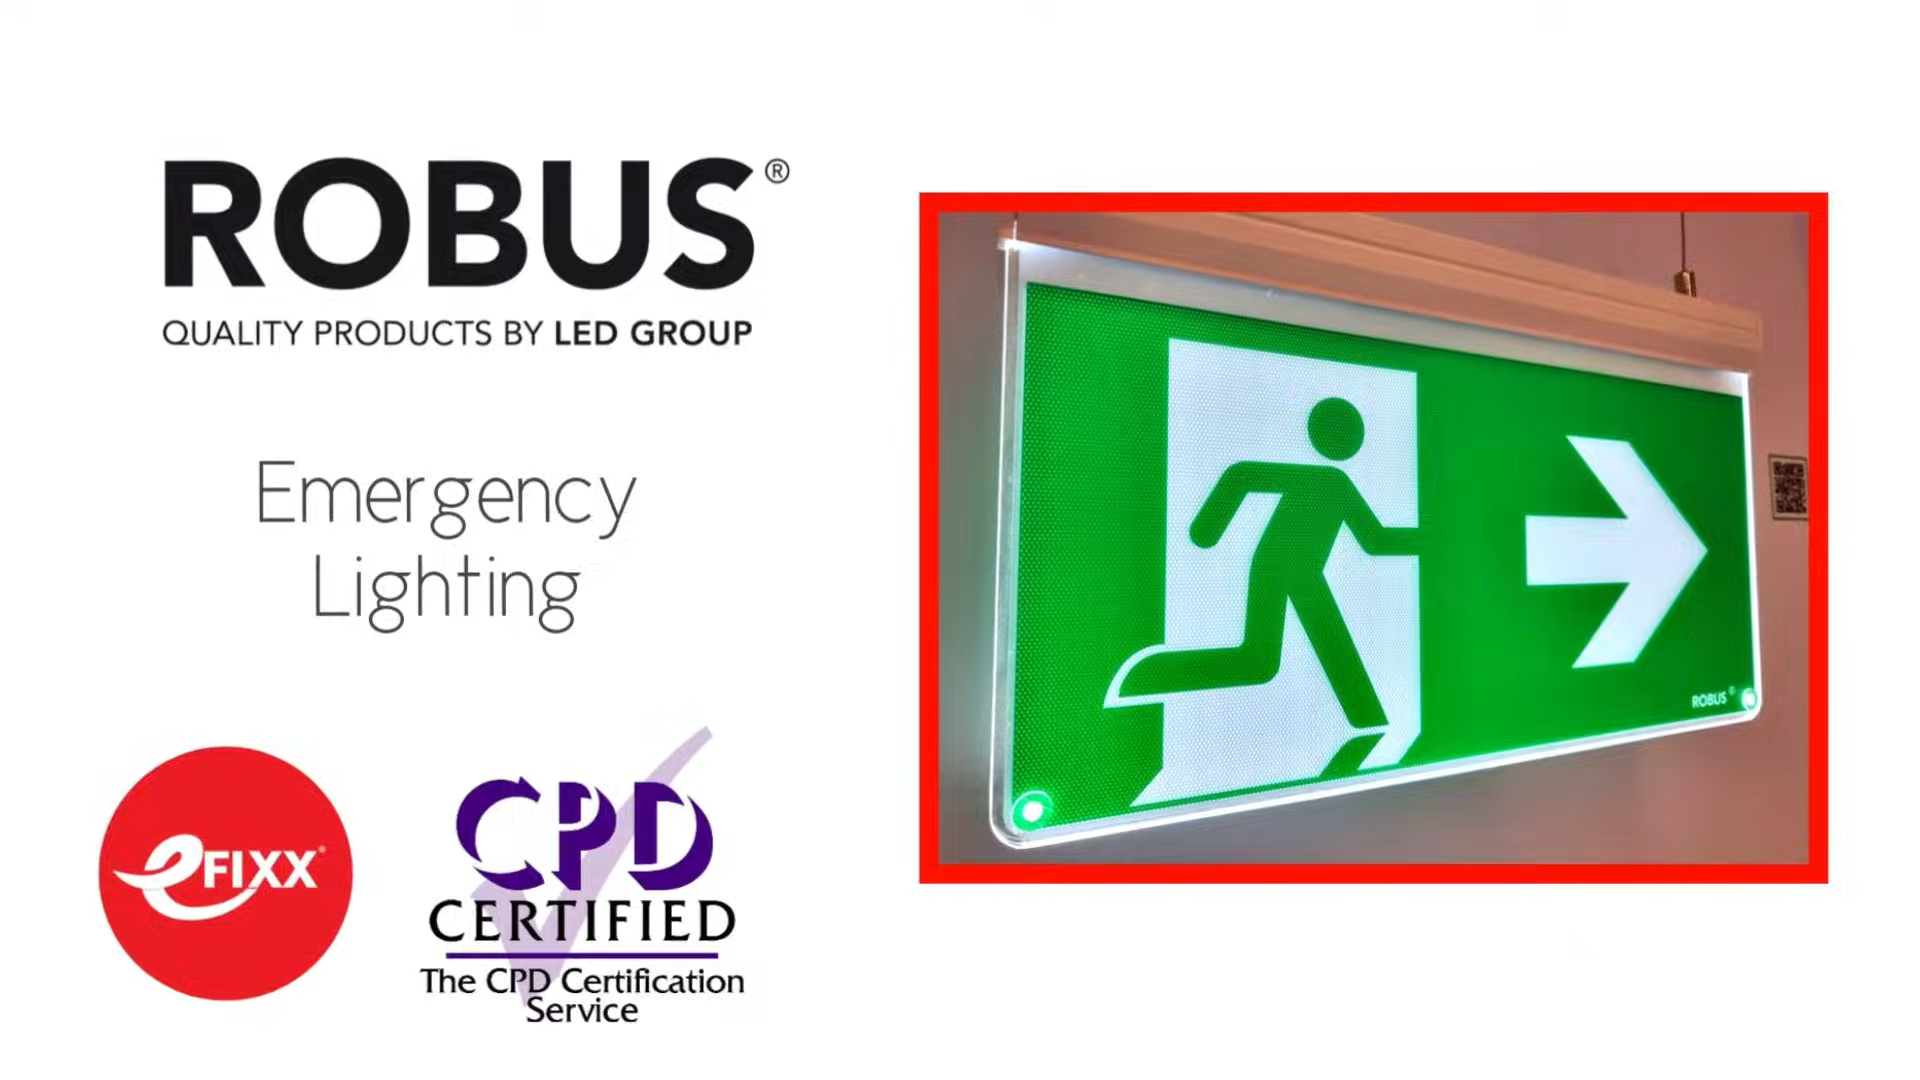 ROBUS®
QUALITY PRODUCTS BY LED GROUP
Emergency
Lighting
eFIXX®
CPD
CERTIFIED
The CPD Certification
Service
ROBUS®